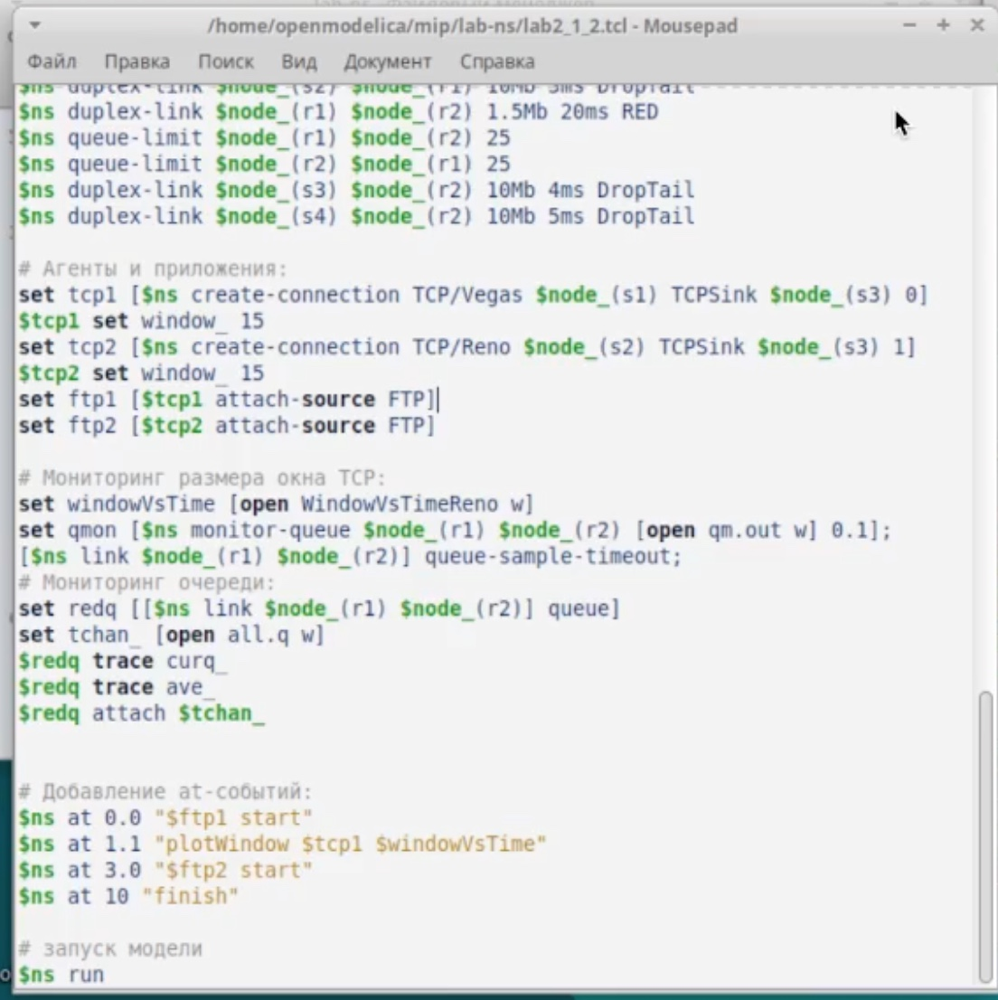 /home/openmodelica/mip/lab-ns/lab2_1_2.tcl - Mousepad
Файл Правка Поиск Вид Документ Справка
$ns duplex-link $node_(s2) $node_(r1) 10Mb 3ms DropTail
$ns duplex-link $node_(r1) $node_(r2) 1.5Mb 20ms RED
$ns queue-limit $node_(r1) $node_(r2) 25
$ns queue-limit $node_(r2) $node_(r1) 25
$ns duplex-link $node_(s3) $node_(r2) 10Mb 4ms DropTail
$ns duplex-link $node_(s4) $node_(r2) 10Mb 5ms DropTail
# Агенты и приложения:
set tcp1 [$ns create-connection TCP/Vegas $node_(s1) TCPSink $node_(s3) 0]
$tcp1 set window_ 15
set tcp2 [$ns create-connection TCP/Reno $node_(s2) TCPSink $node_(s3) 1]
$tcp2 set window_ 15
set ftp1 [$tcp1 attach-source FTP]
set ftp2 [$tcp2 attach-source FTP]
# Мониторинг размера окна TCP:
set windowVsTime [open WindowVsTimeReno w]
set qmon [$ns monitor-queue $node_(r1) $node_(r2) [open qm.out w] 0.1];
[$ns link $node_(r1) $node_(r2)] queue-sample-timeout;
# Мониторинг очереди:
set redq [[$ns link $node_(r1) $node_(r2)] queue]
set tchan_ [open all.q w]
$redq trace curq_
$redq trace ave_
$redq attach $tchan_
# Добавление at-событий:
$ns at 0.0 "$ftp1 start"
$ns at 1.1 "plotWindow $tcp1 $windowVsTime"
$ns at 3.0 "$ftp2 start"
$ns at 10 "finish"
# запуск модели
$ns run